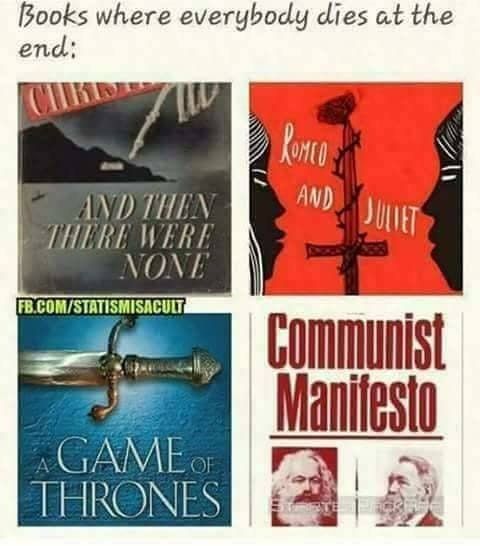 Books where everybody dies at the
end:
CHRIST
AND THEN
THERE WERE
NONE
ROMEO
AND
JULIET
FB.COM/STATISMISACULT
A GAME OF
THRONES
Communist
Manifesto